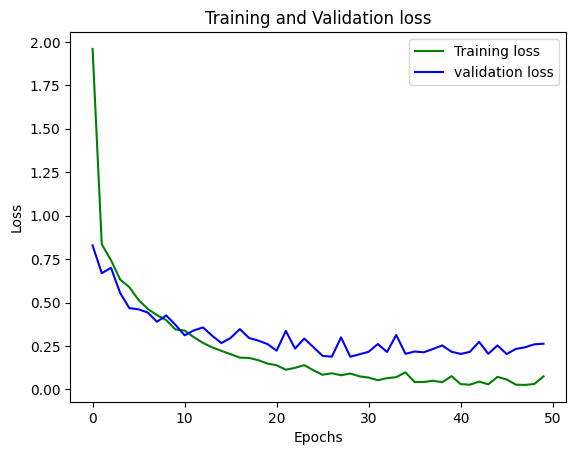 Training and Validation loss
Training loss
validation loss
2.00
1.75
1.50
1.25
1.00
0.75
0.50
0.25
0.00
Loss
0 10 20 30 40 50
Epochs